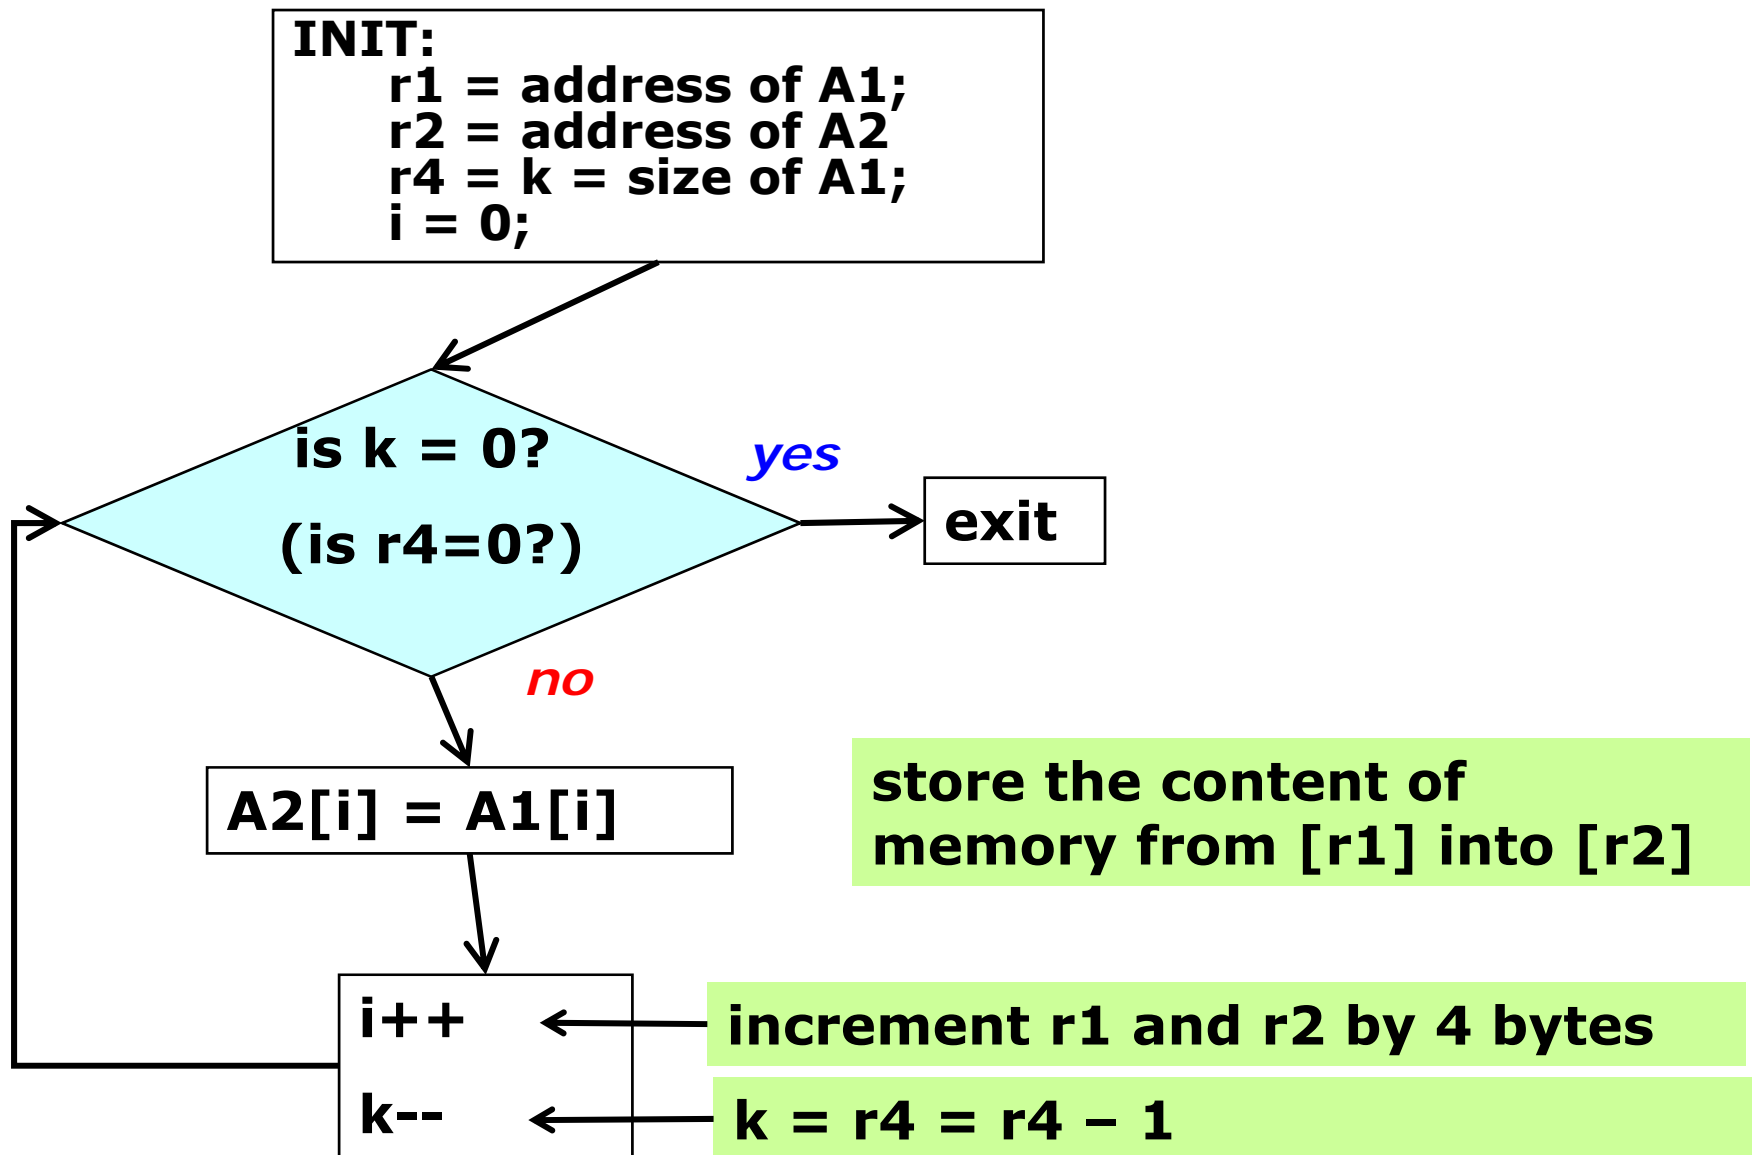 INIT:
r1 = address of A1;
r2 = address of A2
r4 = k = size of A1;
i = 0;
is k = 0?
(is r4=0?)
yes
exit
no
A2[i] = A1[i]
store the content of
memory from [r1] into [r2]
i++
increment r1 and r2 by 4 bytes
k--
k = r4 = r4 – 1